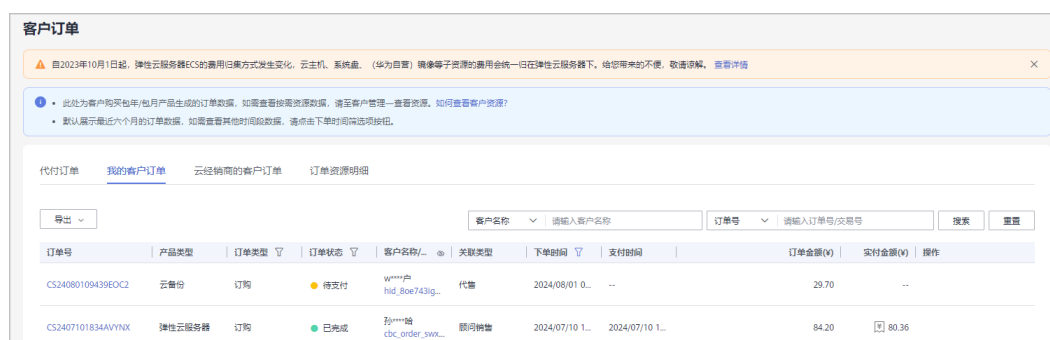 客户订单
自2023年10月1日起，弹性云服务器ECS的费用归集方式发生变化，云主机、系统盘、（华为自营）镜像等子资源的费用会统一归在弹性云服务器下。给您带来的不便，敬请谅解。 查看详情
此处为客户购买包年/包月产品生成的订单数据，如需查看按需资源数据，请至客户管理—查看资源。如何查看客户资源?
默认展示最近六个月的订单数据，如需查看其他时间段数据，请点击下单时间筛选项按钮。
代付订单 我的客户订单 云经销商的客户订单 订单资源明细
导出 客户名称 请输入客户名称 订单号 请输入订单号/交易号 搜索 重置
订单号 产品类型 订单类型 订单状态 客户名称/... 关联类型 下单时间 支付时间 订单金额(¥) 实付金额(¥) 操作
CS24080109439EOC2 云备份 订购 待支付 w****户 代售 2024/08/01 0... -- 29.70 --
hid_8oe743ig...
CS2407101834AVYNX 弹性云服务器 订购 已完成 孙****哈 顾问销售 2024/07/10 1... 2024/07/10 1... 84.20 ¥ 80.36
cbc_order_swx...